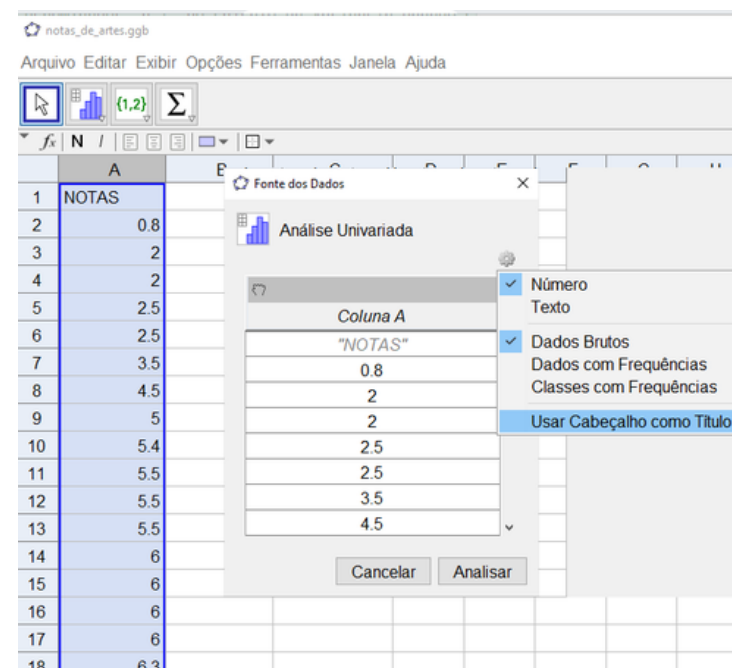 notas_de_artes.ggb
Arquivo Editar Exibir Opções Ferramentas Janela Ajuda
{1,2} Σ
fx N I
A
1 NOTAS
2 0.8
3 2
4 2
5 2.5
6 2.5
7 3.5
8 4.5
9 5
10 5.4
11 5.5
12 5.5
13 5.5
14 6
15 6
16 6
17 6
18 6.3
Fonte dos Dados
Análise Univariada
Coluna A
"NOTAS"
0.8
2
2
2.5
2.5
3.5
4.5
Cancelar Analisar
Número
Texto
Dados Brutos
Dados com Frequências
Classes com Frequências
Usar Cabeçalho como Título